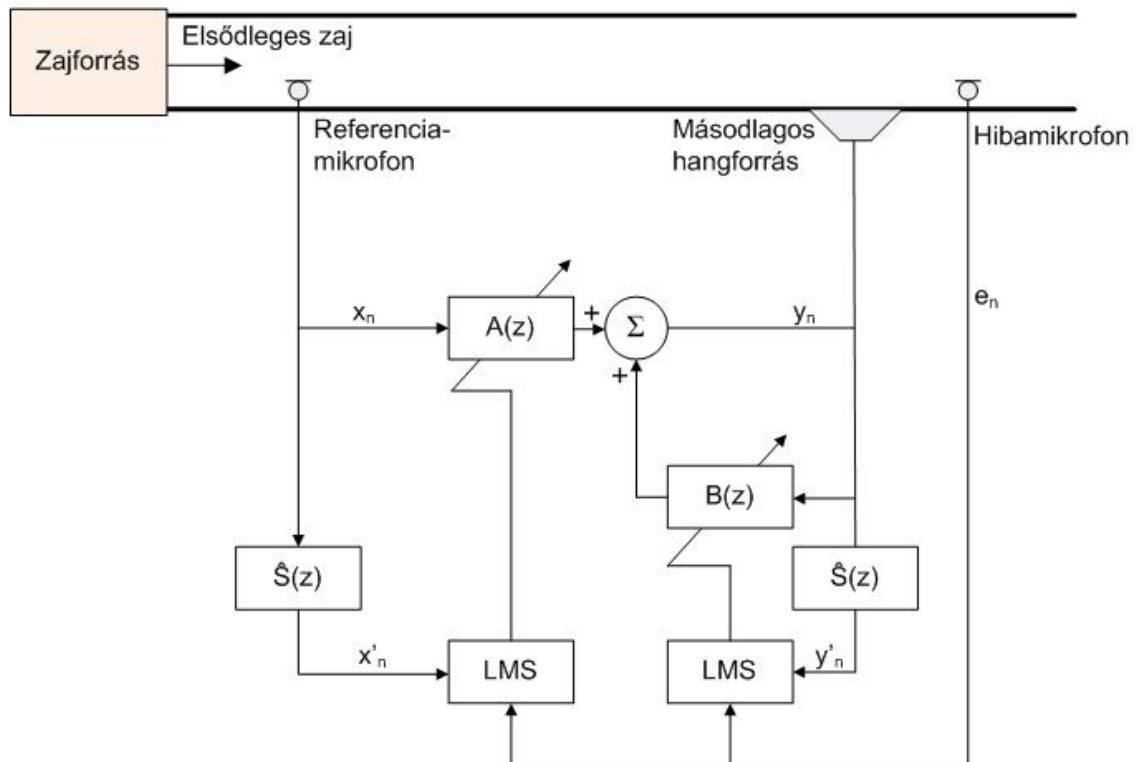 Zajforrás
Elsődleges zaj
Referencia-
mikrofon
Másodlagos
hangforrás
Hibamikrofon
xₙ
A(z)
+
Σ
+
yₙ
eₙ
B(z)
Ŝ(z)
Ŝ(z)
x'ₙ
LMS
LMS
y'ₙ